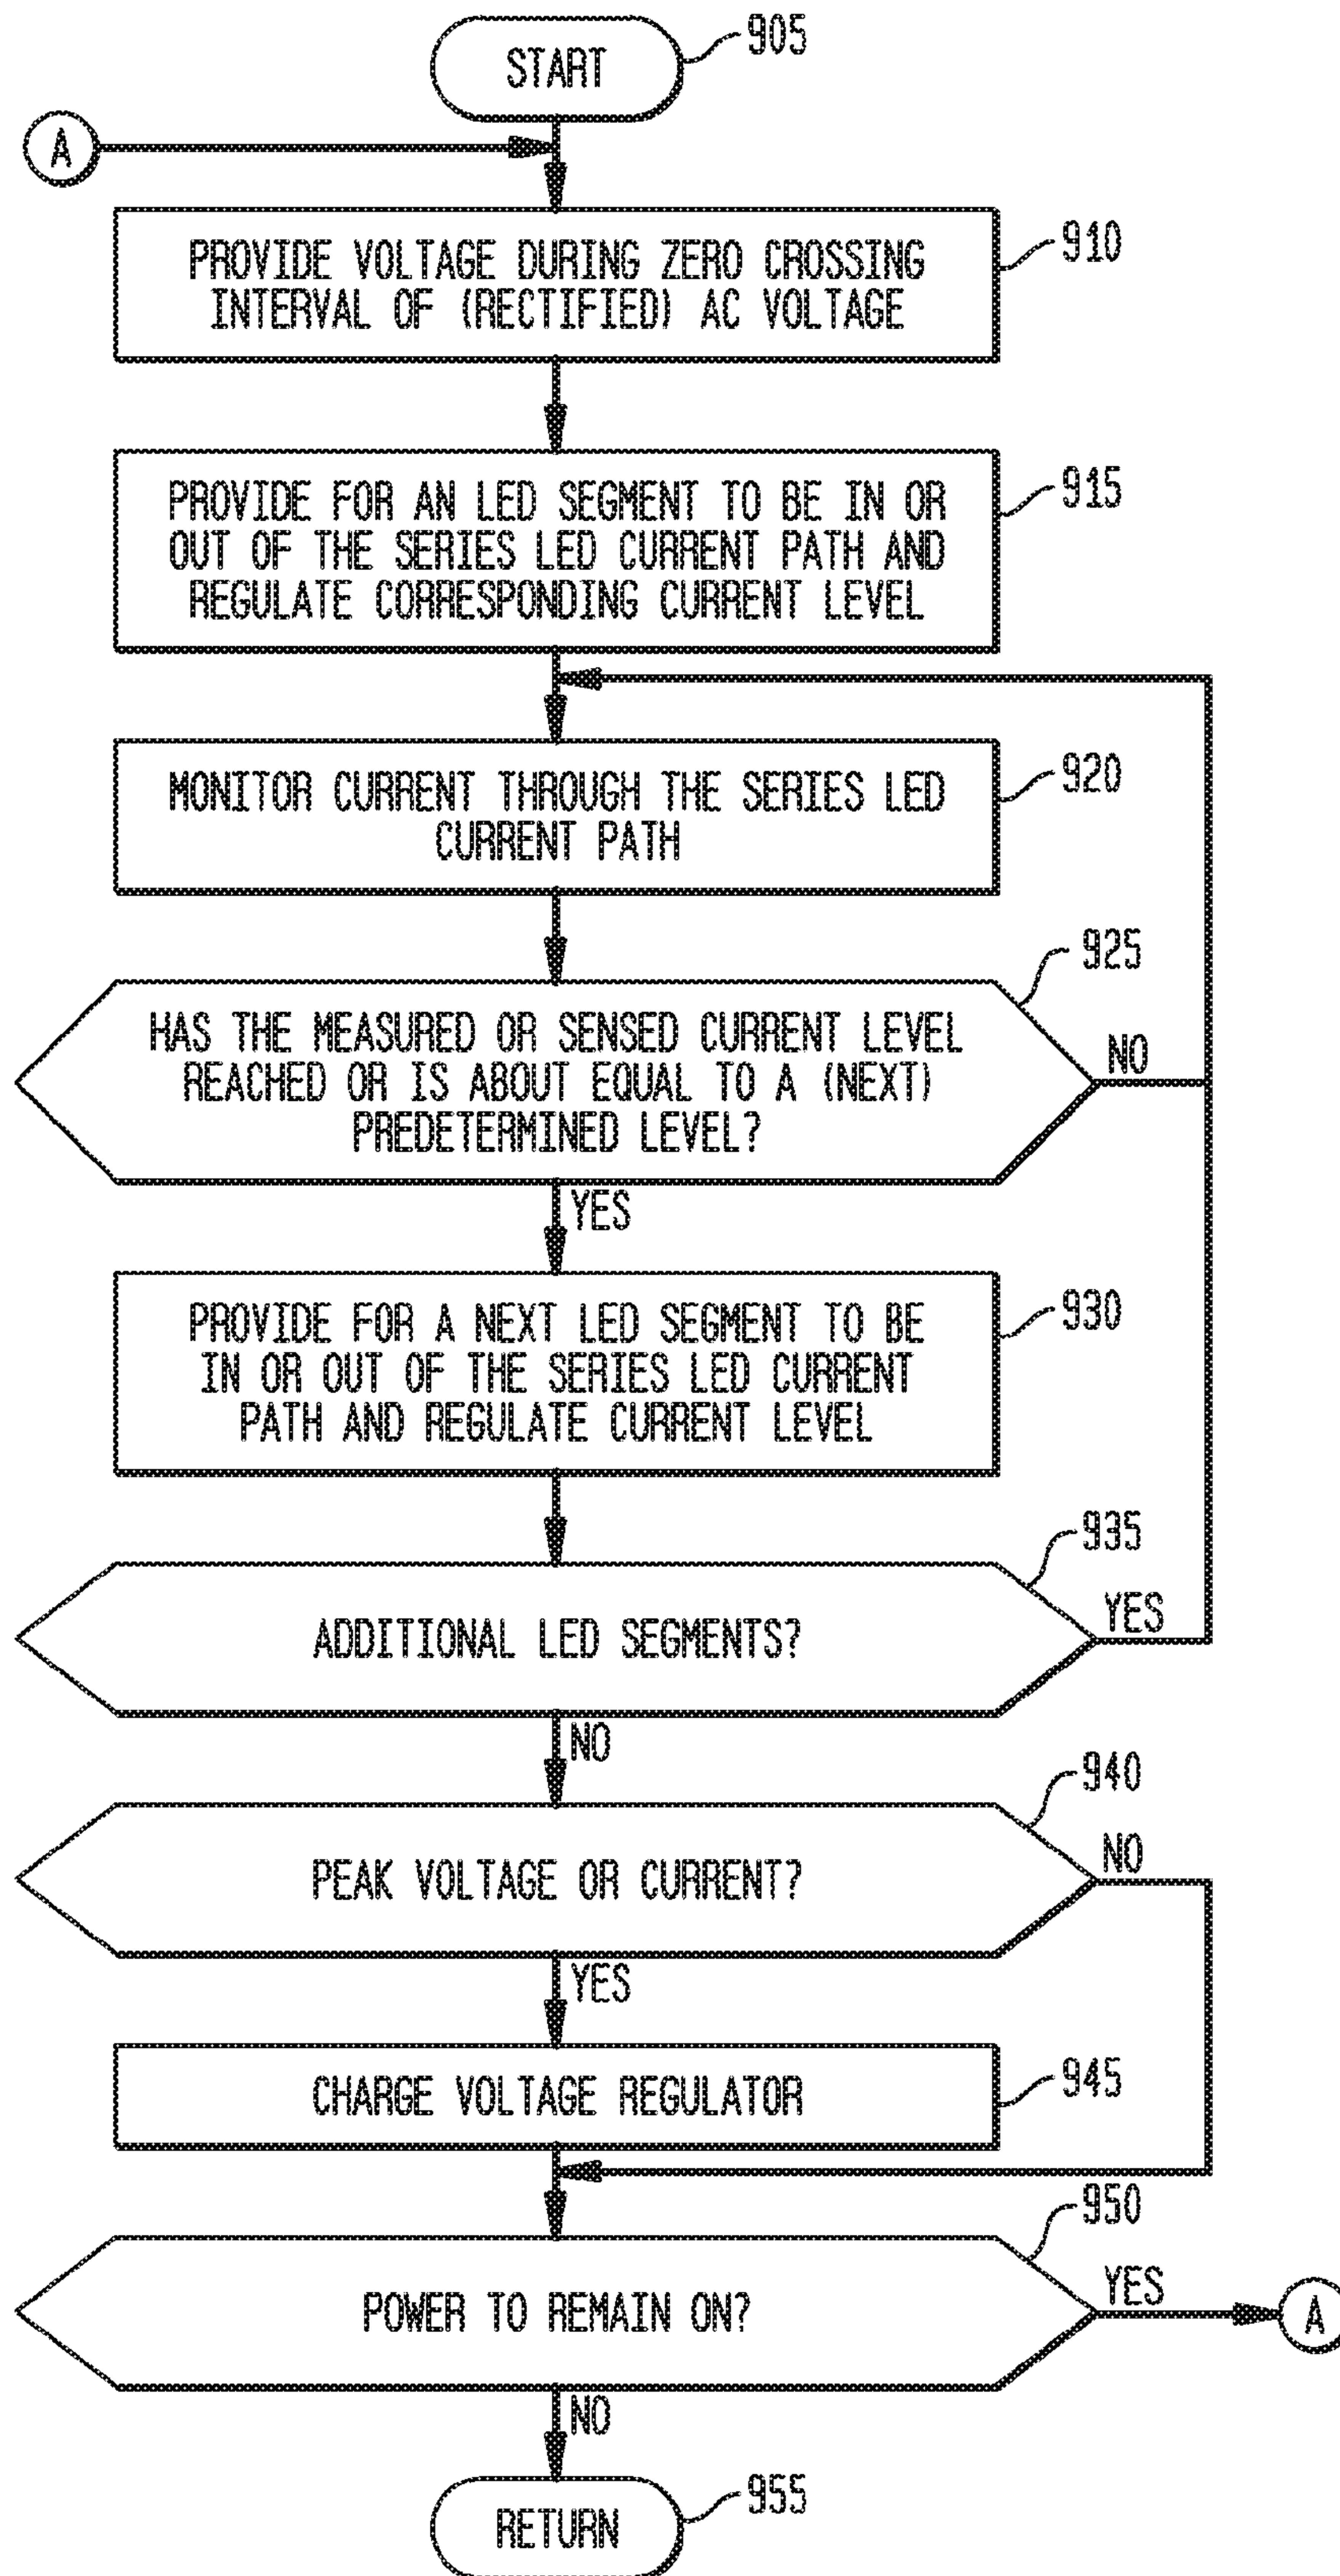 START
905
A
PROVIDE VOLTAGE DURING ZERO CROSSING
INTERVAL OF (RECTIFIED) AC VOLTAGE
910
PROVIDE FOR AN LED SEGMENT TO BE IN OR
OUT OF THE SERIES LED CURRENT PATH AND
REGULATE CORRESPONDING CURRENT LEVEL
915
MONITOR CURRENT THROUGH THE SERIES LED
CURRENT PATH
920
HAS THE MEASURED OR SENSED CURRENT LEVEL
REACHED OR IS ABOUT EQUAL TO A (NEXT)
PREDETERMINED LEVEL?
925
NO
YES
PROVIDE FOR A NEXT LED SEGMENT TO BE
IN OR OUT OF THE SERIES LED CURRENT
PATH AND REGULATE CURRENT LEVEL
930
ADDITIONAL LED SEGMENTS?
935
YES
NO
PEAK VOLTAGE OR CURRENT?
940
NO
YES
CHARGE VOLTAGE REGULATOR
945
POWER TO REMAIN ON?
950
YES
A
NO
RETURN
955